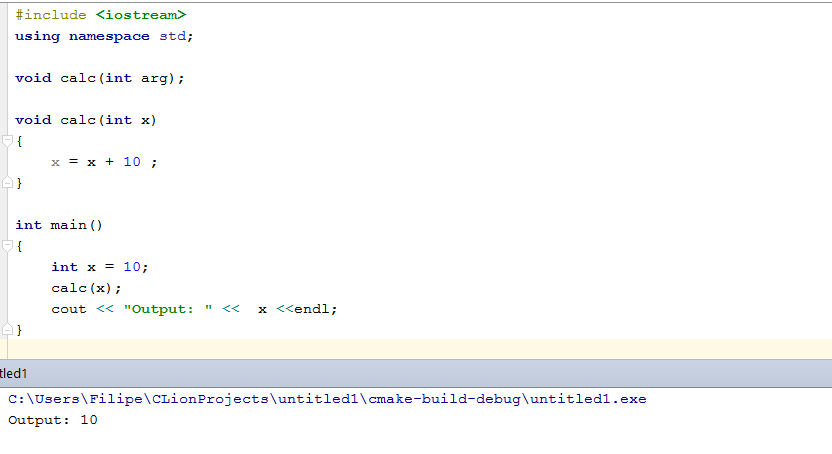 #include <iostream>
using namespace std;
void calc(int arg);
void calc(int x)
{
x = x + 10 ;
}
int main()
{
int x = 10;
calc(x);
cout << "Output: " <<  x <<endl;
}
tled1
C:\Users\Filipe\CLionProjects\untitled1\cmake-build-debug\untitled1.exe
Output: 10